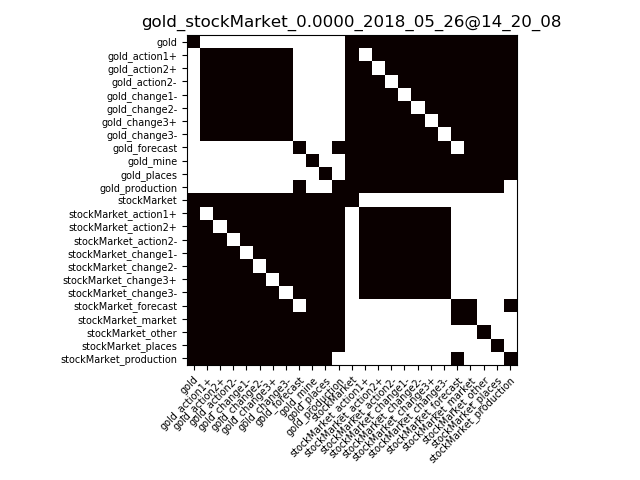 gold_stockMarket_0.0000_2018_05_26@14_20_08
gold
gold_action1+
gold_action2+
gold_action2-
gold_change1-
gold_change2-
gold_change3+
gold_change3-
gold_forecast
gold_mine
gold_places
gold_production
stockMarket
stockMarket_action1+
stockMarket_action2+
stockMarket_action2-
stockMarket_change1-
stockMarket_change2-
stockMarket_change3+
stockMarket_change3-
stockMarket_forecast
stockMarket_market
stockMarket_other
stockMarket_places
stockMarket_production
gold
gold_action1+
gold_action2+
gold_action2-
gold_change1-
gold_change2-
gold_change3+
gold_change3-
gold_forecast
gold_mine
gold_places
gold_production
stockMarket
stockMarket_action1+
stockMarket_action2+
stockMarket_action2-
stockMarket_change1-
stockMarket_change2-
stockMarket_change3+
stockMarket_change3-
stockMarket_forecast
stockMarket_market
stockMarket_other
stockMarket_places
stockMarket_production